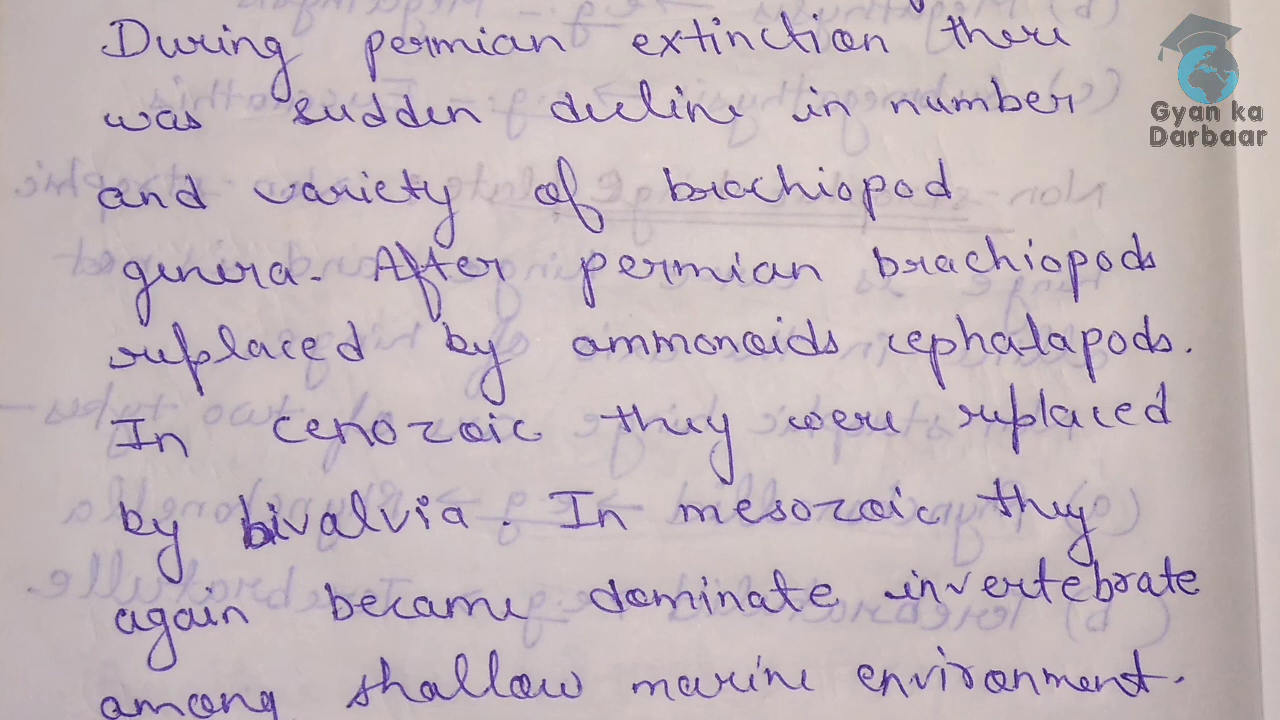 During permian extinction there
was sudden decline in number
and variety of brachiopod
genera. After permian brachiopods
replaced by ammonoids cephalapods.
In cenozoic they were replaced
by bivalvia. In mesozoic they
again became dominate invertebrate
among shallow marine environment.
Gyan ka
Darbaar